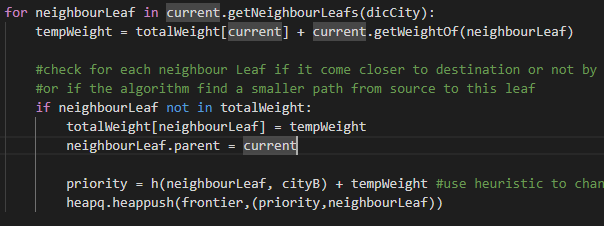 for neighbourLeaf in current.getNeighbourLeafs(dicCity):
tempWeight = totalWeight[current] + current.getWeightOf(neighbourLeaf)
#check for each neighbour Leaf if it come closer to destination or not by
#or if the algorithm find a smaller path from source to this leaf
if neighbourLeaf not in totalWeight:
totalWeight[neighbourLeaf] = tempWeight
neighbourLeaf.parent = current
priority = h(neighbourLeaf, cityB) + tempWeight #use heuristic to chan
heapq.heappush(frontier,(priority,neighbourLeaf))